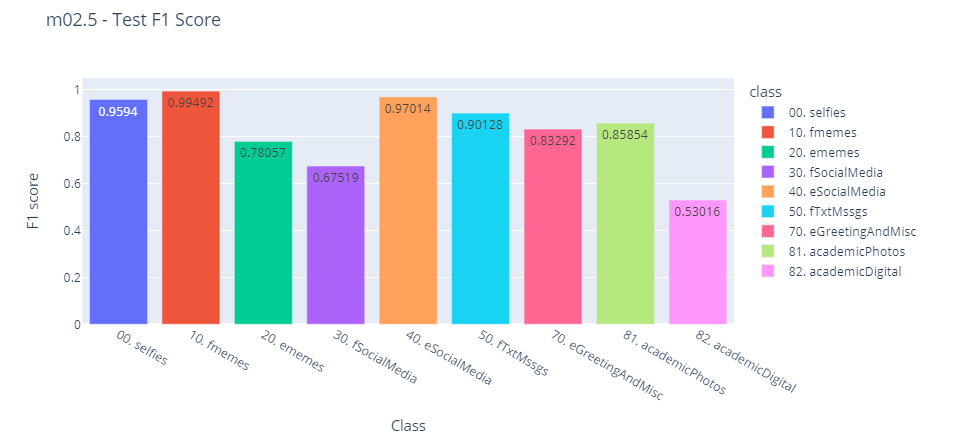 m02.5 - Test F1 Score
1
0.8
0.6
0.4
0.2
0
F1 score
0.9594
0.99492
0.78057
0.67519
0.97014
0.90128
0.83292
0.85854
0.53016
00. selfies
10. fmemes
20. ememes
30. fSocialMedia
40. eSocialMedia
50. fTxtMssgs
70. eGreetingAndMisc
81. academicPhotos
82. academicDigital
Class
class
00. selfies
10. fmemes
20. ememes
30. fSocialMedia
40. eSocialMedia
50. fTxtMssgs
70. eGreetingAndMisc
81. academicPhotos
82. academicDigital